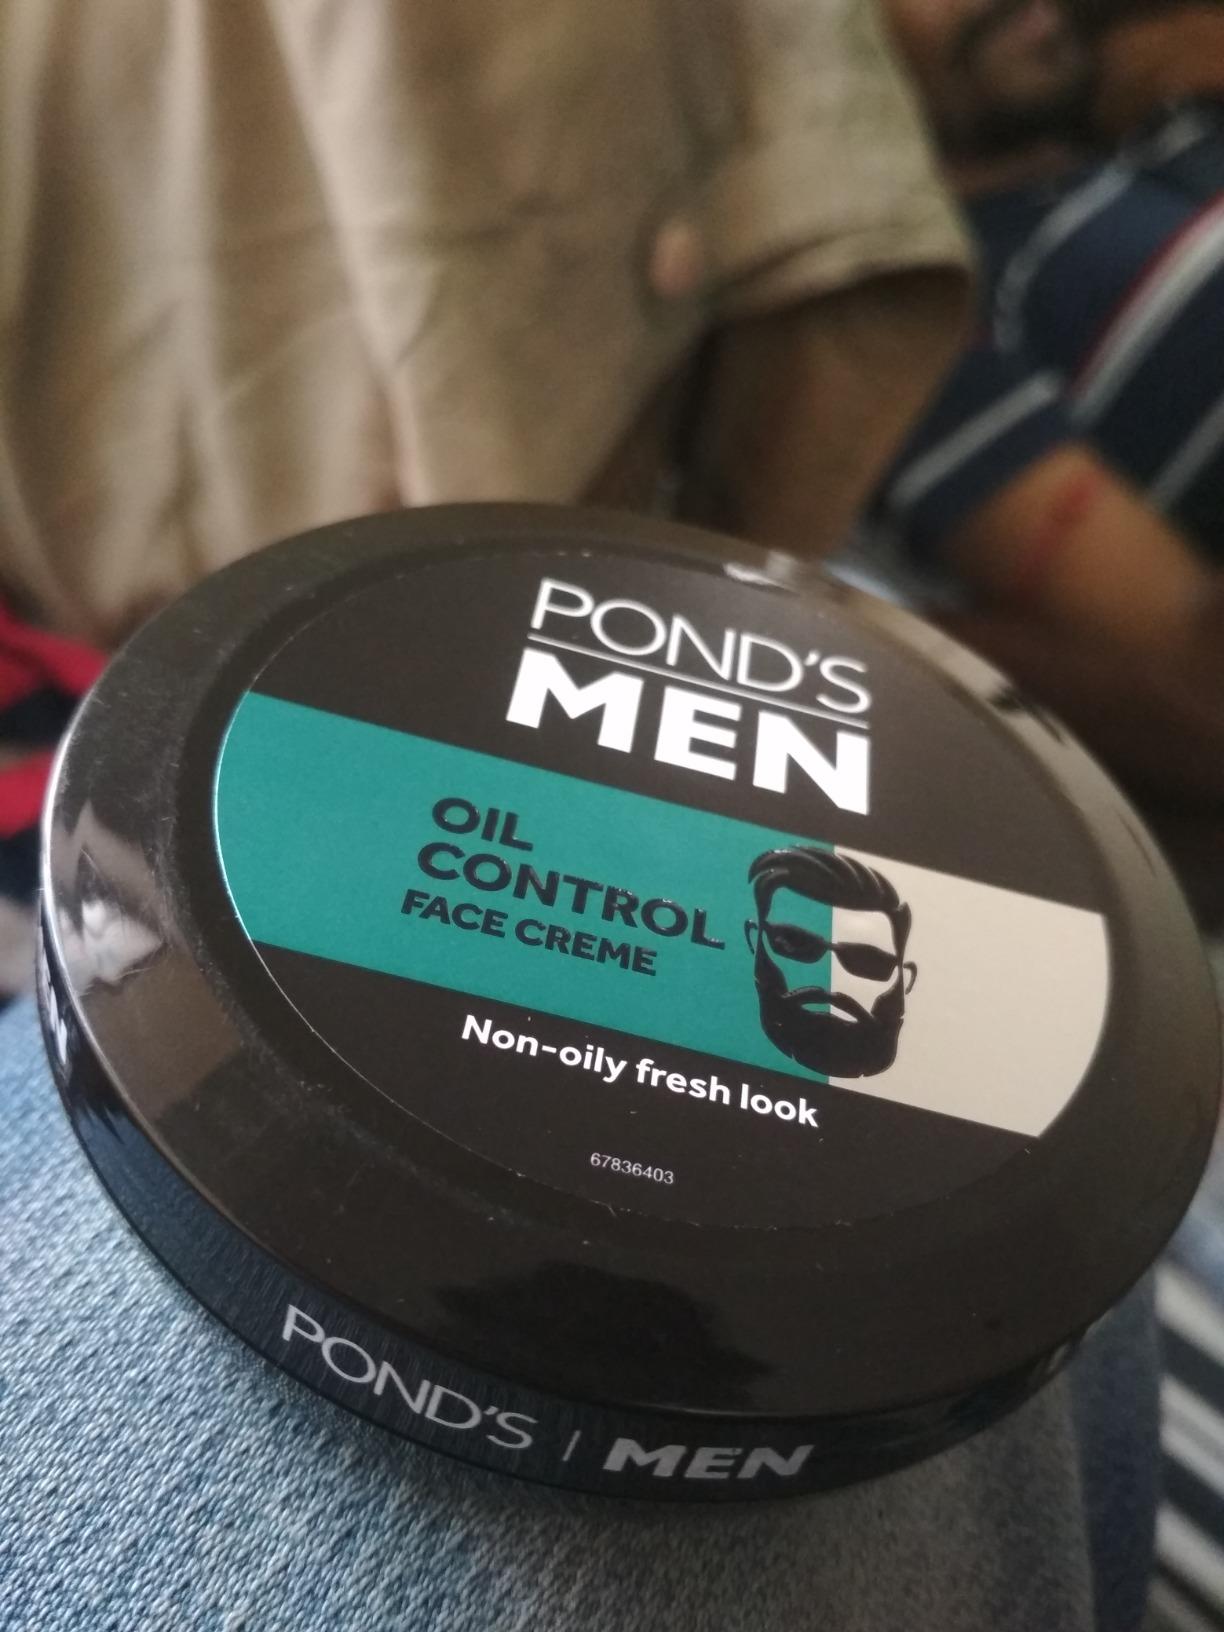 POND'S
MEN
OIL
CONTROL
FACE CREME
Non-oily fresh look
67836403
POND'S | MEN